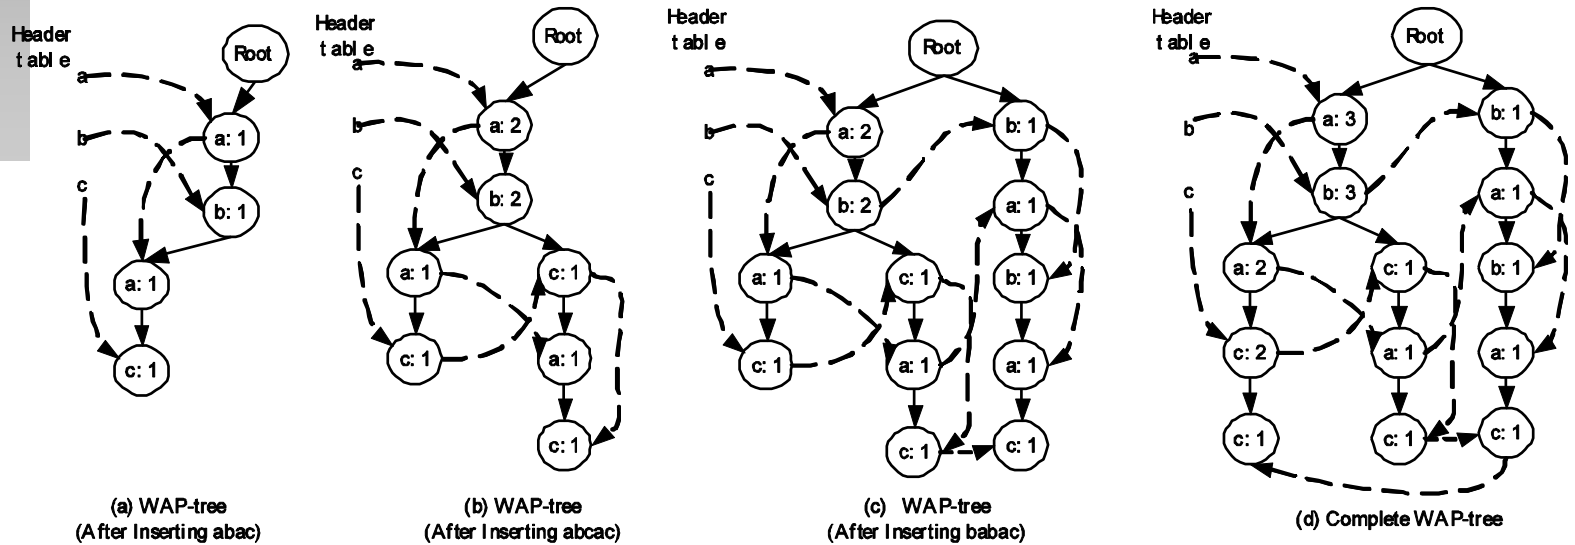 Header
table
a
b
c
Root
a: 1
b: 1
a: 1
c: 1
(a) WAP-tree
(After Inserting abac)
Header
table
a
b
c
Root
a: 2
b: 2
a: 1
c: 1
c: 1
a: 1
c: 1
(b) WAP-tree
(After Inserting abcac)
Header
table
a
b
c
Root
a: 2
b: 1
b: 2
a: 1
a: 1
c: 1
b: 1
c: 1
a: 1
a: 1
c: 1
c: 1
(c) WAP-tree
(After Inserting babac)
Header
table
a
b
c
Root
a: 3
b: 1
b: 3
a: 1
a: 2
c: 1
b: 1
c: 2
a: 1
a: 1
c: 1
c: 1
c: 1
(d) Complete WAP-tree